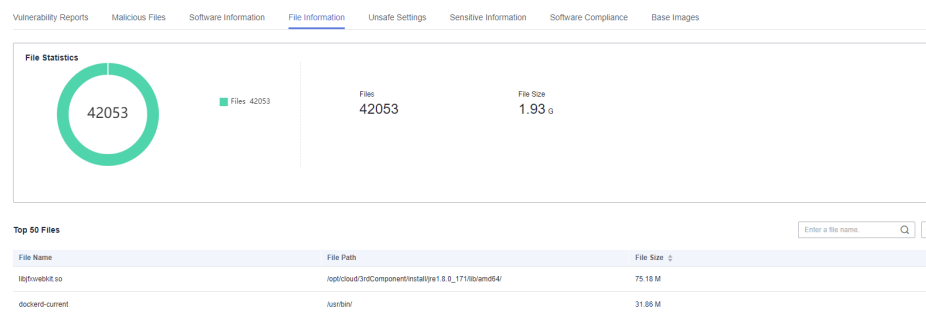 Vulnerability Reports Malicious Files Software Information File Information Unsafe Settings Sensitive Information Software Compliance Base Images
File Statistics
42053
Files 42053
Files File Size
42053 1.93 G
Top 50 Files
Enter a file name.
File Name File Path File Size
libjfxwebkit.so /opt/cloud/3rdComponent/install/jre1.8.0_171/lib/amd64/ 75.18 M
dockerd-current /usr/bin/ 31.86 M